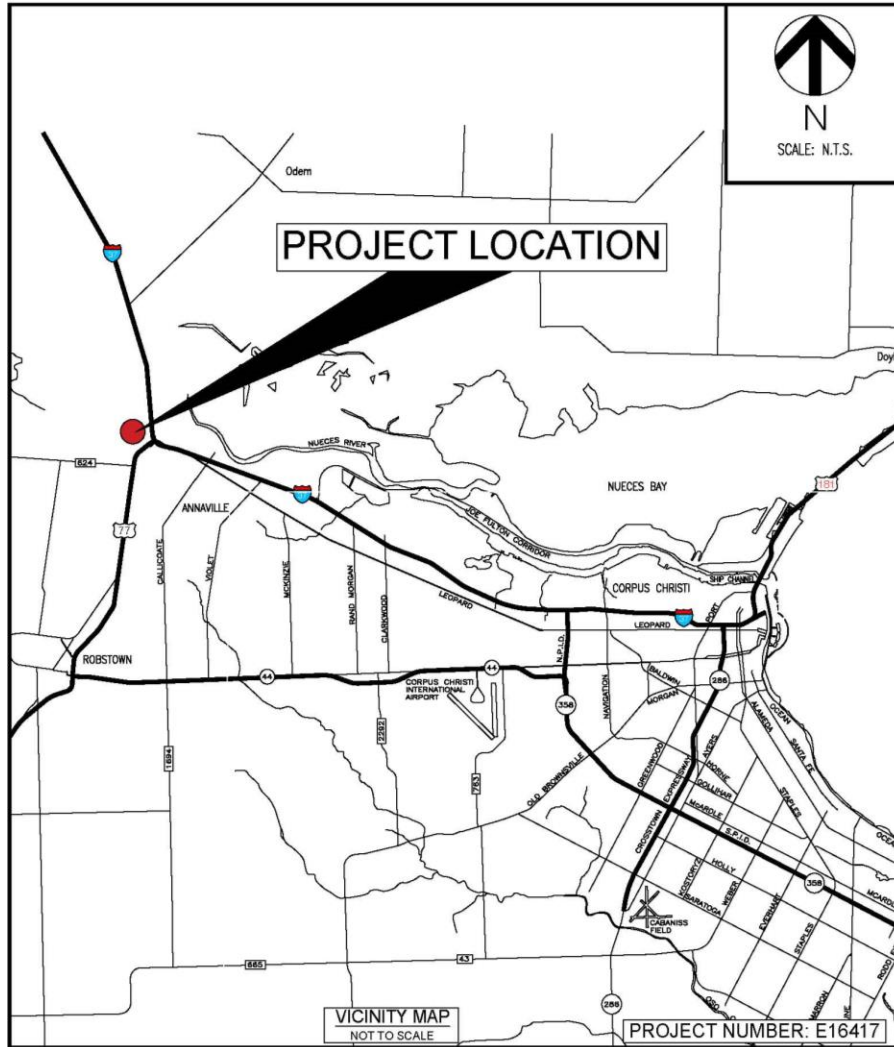 N
SCALE: N.T.S.
Odem
PROJECT LOCATION
37
NUECES RIVER
624
NUECES BAY
181
ANNAVILLE
77
JOE FULTON CORRIDOR
CALLICOATE
VIOLET
MCKINZIE
RAND MORGAN
CLARKWOOD
LEOPARD
SHIP CHANNEL
CORPUS CHRISTI
PORT
LEOPARD
N.P.I.D.
ROBSTOWN
44
44
CORPUS CHRISTI
INTERNATIONAL
AIRPORT
358
NAVIGATION
BALDWIN
MORGAN
286
OCEAN
ALAMEDA
SANTA FE
1694
2292
763
OLD BROWNSVILLE
GREENWOOD
CROSSTOWN EXPRESSWAY
AYERS
HORNE
GOLLIHAR
McARDLE
STAPLES
S.P.I.D.
HOLLY
KOSTORYZ
SARATOGA
WEBER
EVERHART
STAPLES
358
CABANISS
FIELD
665
43
286
OSO
VICINITY MAP
NOT TO SCALE
PROJECT NUMBER: E16417